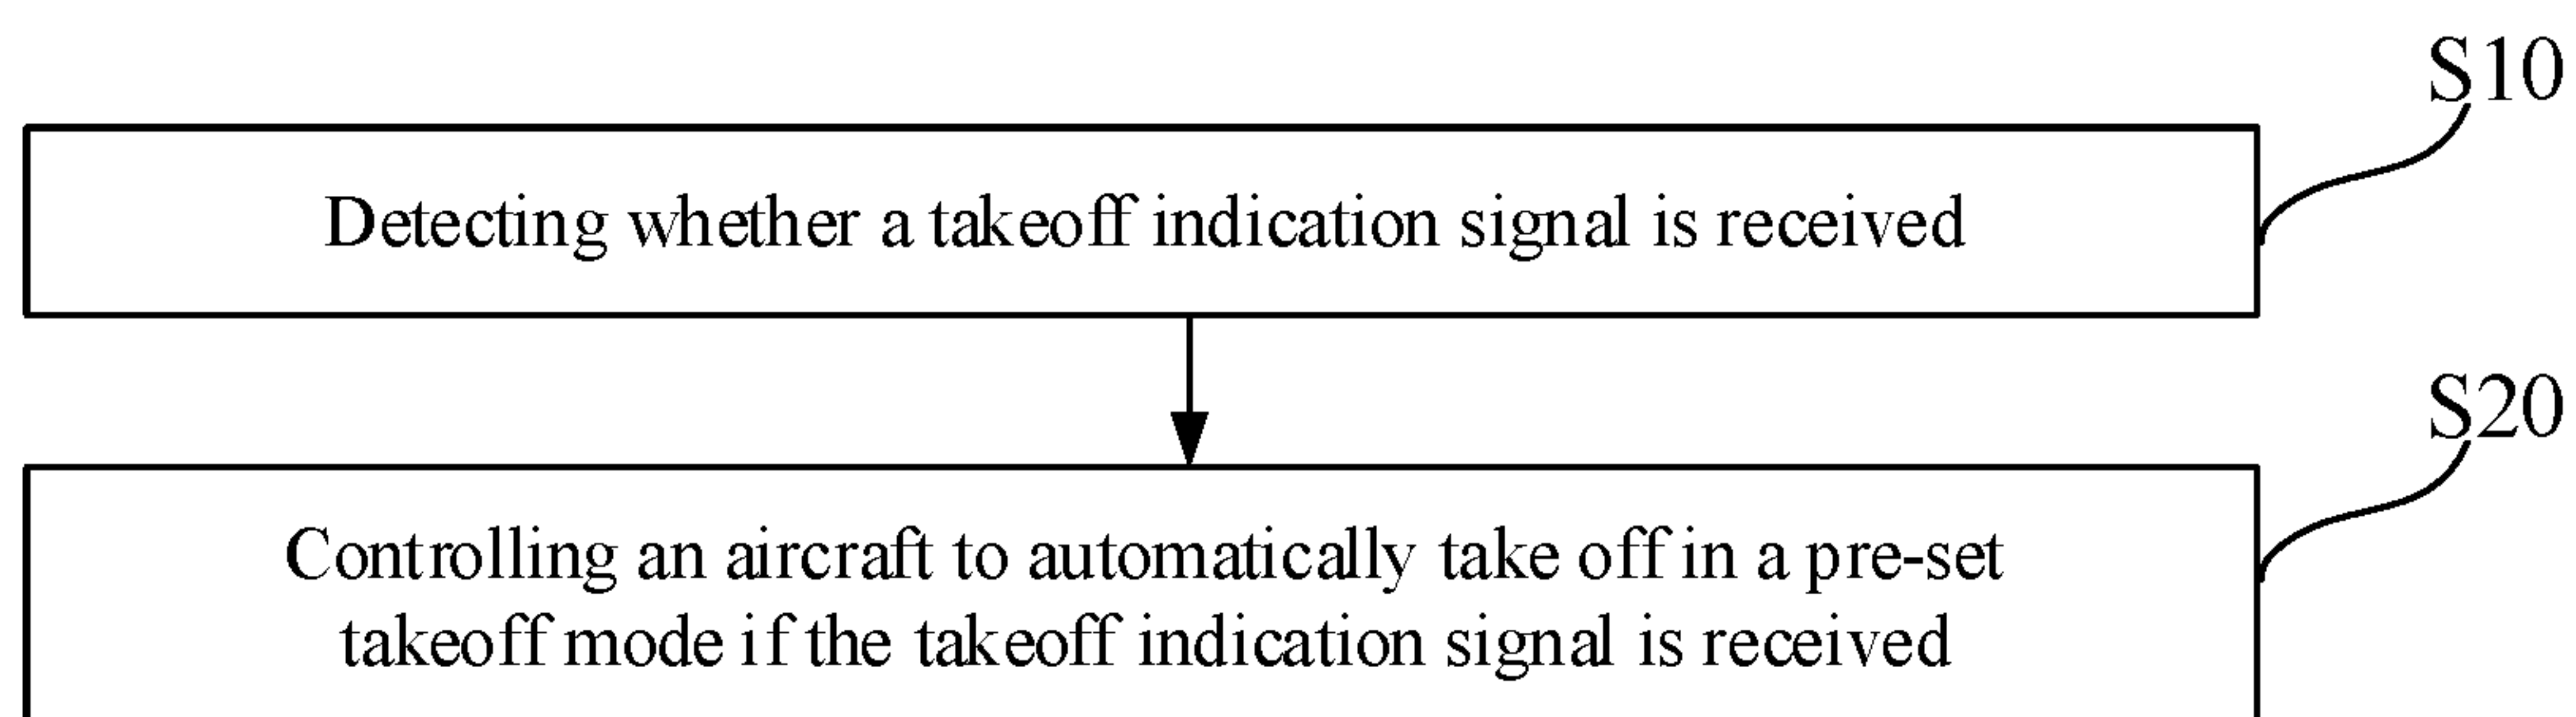 S10
Detecting whether a takeoff indication signal is received
S20
Controlling an aircraft to automatically take off in a pre-set
takeoff mode if the takeoff indication signal is received